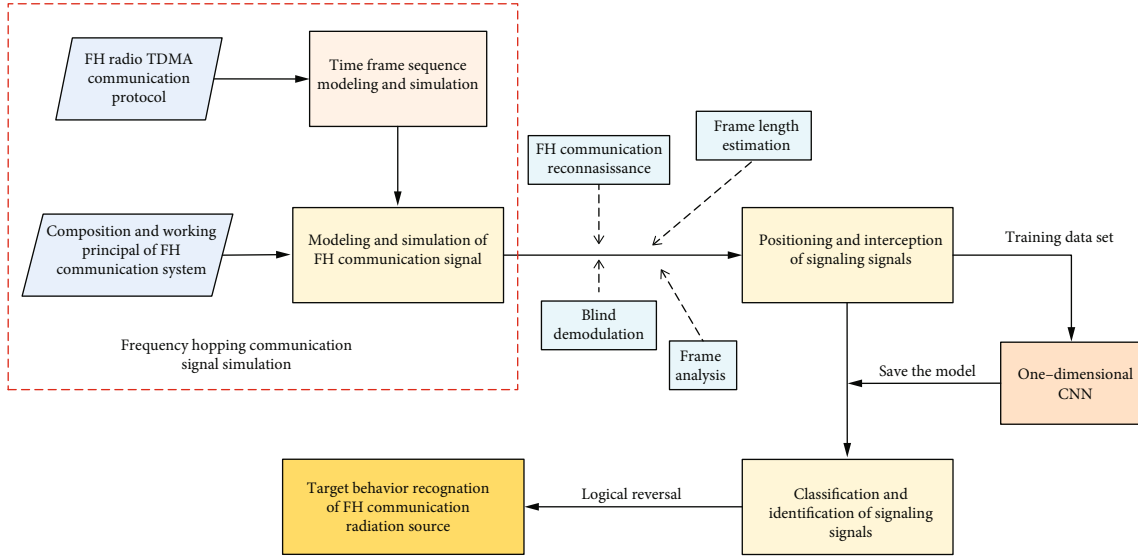 FH radio TDMA
communication
protocol
Time frame sequence
modeling and simulation
FH communication
reconnasissance
Frame length
estimation
Composition and working
principal of FH
communication system
Modeling and simulation of
FH communication signal
Positioning and interception
of signaling signals
Training data set
Blind
demodulation
Frame
analysis
Frequency hopping communication
signal simulation
Save the model
One-dimensional
CNN
Target behavior recognation
of FH communication
radiation source
Logical reversal
Classification and
identification of signaling
signals